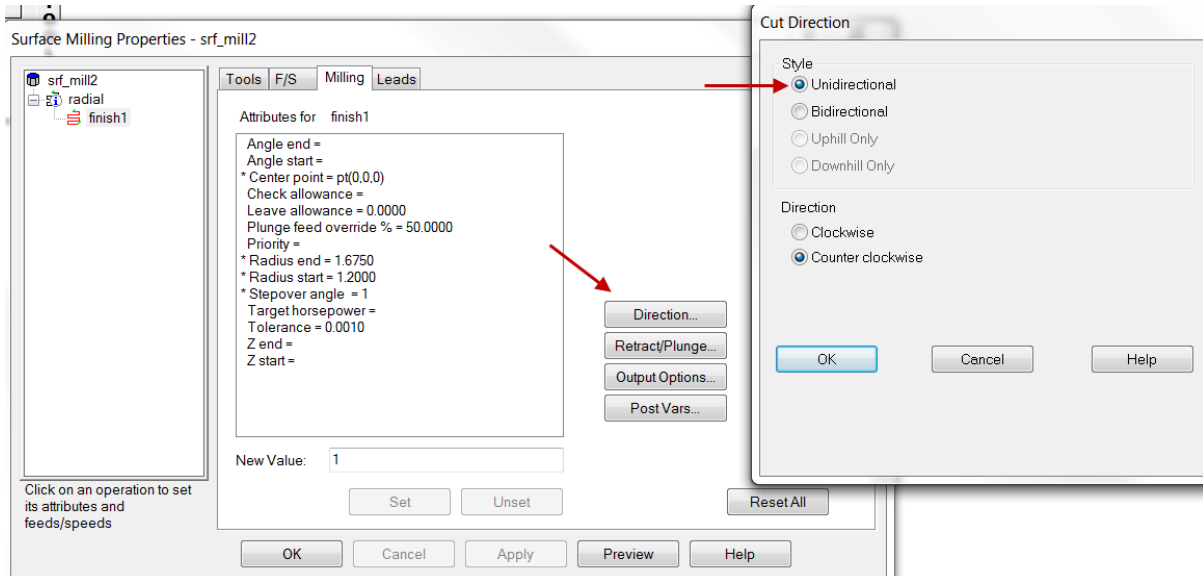 Surface Milling Properties - srf_mill2
srf_mill2
radial
finish1
Tools F/S Milling Leads
Attributes for finish1
Angle end =
Angle start =
* Center point = pt(0,0,0)
Check allowance =
Leave allowance = 0.0000
Plunge feed override % = 50.0000
Priority =
* Radius end = 1.6750
* Radius start = 1.2000
* Stepover angle = 1
Target horsepower =
Tolerance = 0.0010
Z end =
Z start =
Direction...
Retract/Plunge...
Output Options...
Post Vars...
New Value: 1
Set Unset Reset All
Click on an operation to set
its attributes and
feeds/speeds
OK Cancel Apply Preview Help
Cut Direction
Style
Unidirectional
Bidirectional
Uphill Only
Downhill Only
Direction
Clockwise
Counter clockwise
OK Cancel Help